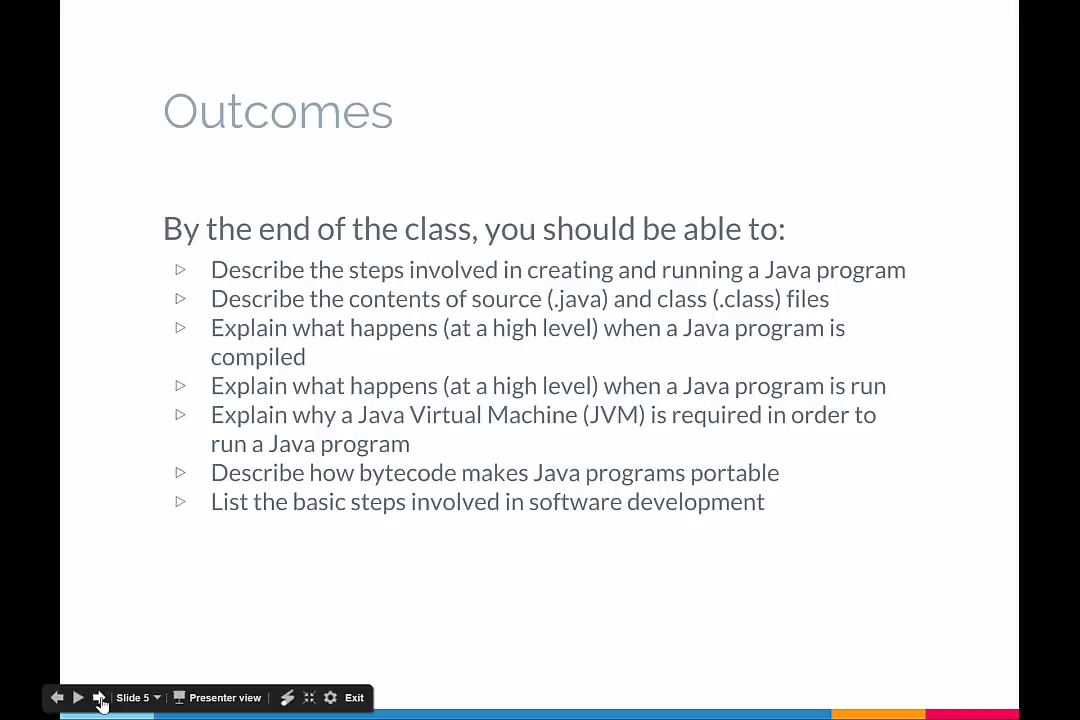 Outcomes
By the end of the class, you should be able to:
▷ Describe the steps involved in creating and running a Java program
▷ Describe the contents of source (.java) and class (.class) files
▷ Explain what happens (at a high level) when a Java program is
compiled
▷ Explain what happens (at a high level) when a Java program is run
▷ Explain why a Java Virtual Machine (JVM) is required in order to
run a Java program
▷ Describe how bytecode makes Java programs portable
▷ List the basic steps involved in software development
Slide 5 Presenter view Exit